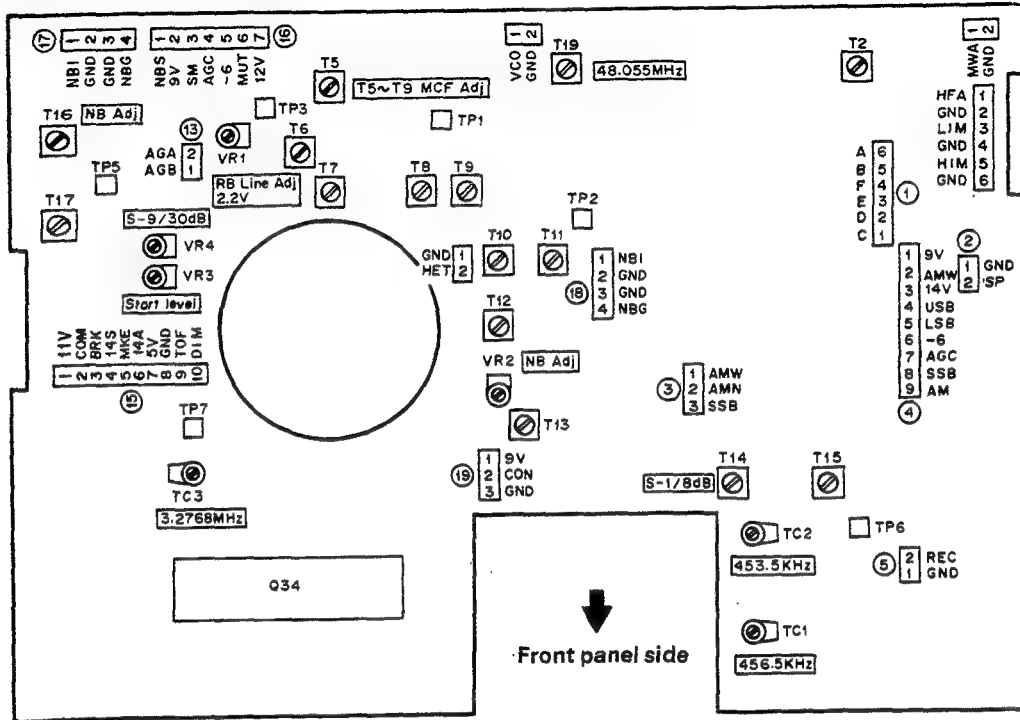 17
1 2 3 4
NBI GND GND NBG
1 2 3 4 5 6 7
16
NBS 9V SM AGC -6 MUT 12V
1 2
VCO GND
T19
48.055MHz
T2
1 2
MWA GND
T5
T5~T9 MCF Adj
HFA 1
GND 2
LIM 3
GND 4
HIM 5
GND 6
T16
NB Adj
TP3
TP1
13
AGA 2
AGB 1
VR1
T6
TP5
RB Line Adj
2.2V
T7
T8
T9
TP2
A 6
B 5
F 4
E 3
D 2
C 1
1
T17
S-9/30dB
VR4
VR3
Start level
GND 1
HET 2
T10
T11
18
1 NBI
2 GND
3 GND
4 NBG
2
1 GND
2 SP
1 9V
2 AMW
3 14V
4 USB
5 LSB
6 -6
7 AGC
8 SSB
9 AM
4
T12
VR2
NB Adj
T13
11V COM BRK 14S MKE 14A 5V GND TOF DIM
1 2 3 4 5 6 7 8 9 10
15
3
1 AMW
2 AMN
3 SSB
TP7
TC3
3.2768MHz
19
1 9V
2 CON
3 GND
S-1/8dB
T14
T15
TC2
453.5KHz
TP6
5
2 REC
1 GND
Q34
Front panel side
TC1
456.5KHz